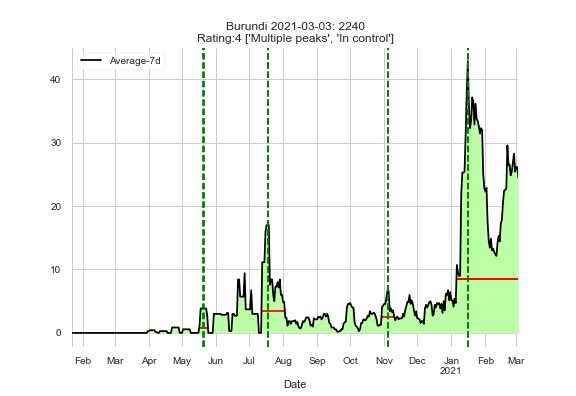 Burundi 2021-03-03: 2240
Rating:4 ['Multiple peaks', 'In control']
Average-7d
40
30
20
10
0
Feb Mar Apr May Jun Jul Aug Sep Oct Nov Dec Jan Feb Mar
2021
Date